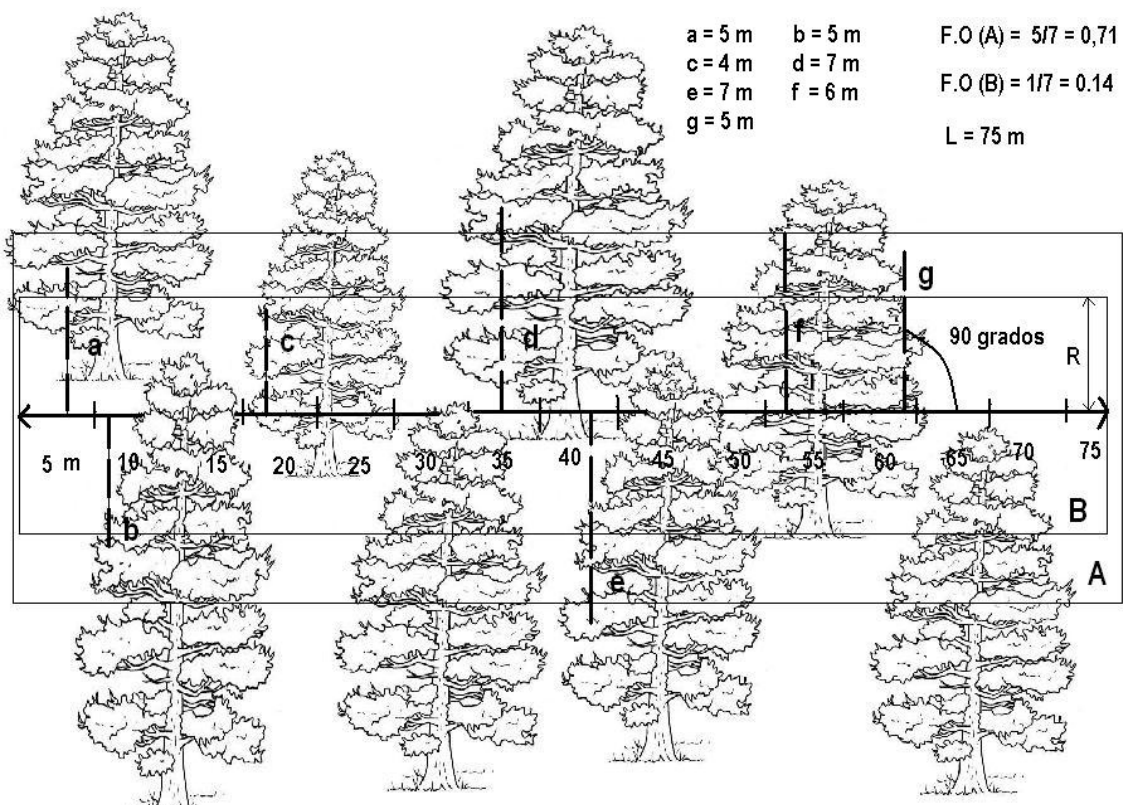 a = 5 m b = 5 m F.O (A) = 5/7 = 0,71
c = 4 m d = 7 m
e = 7 m f = 6 m F.O (B) = 1/7 = 0.14
g = 5 m
L = 75 m
g
a c d f 90 grados R
5 m 10 15 20 25 30 35 40 45 50 55 60 65 70 75
b B
e A